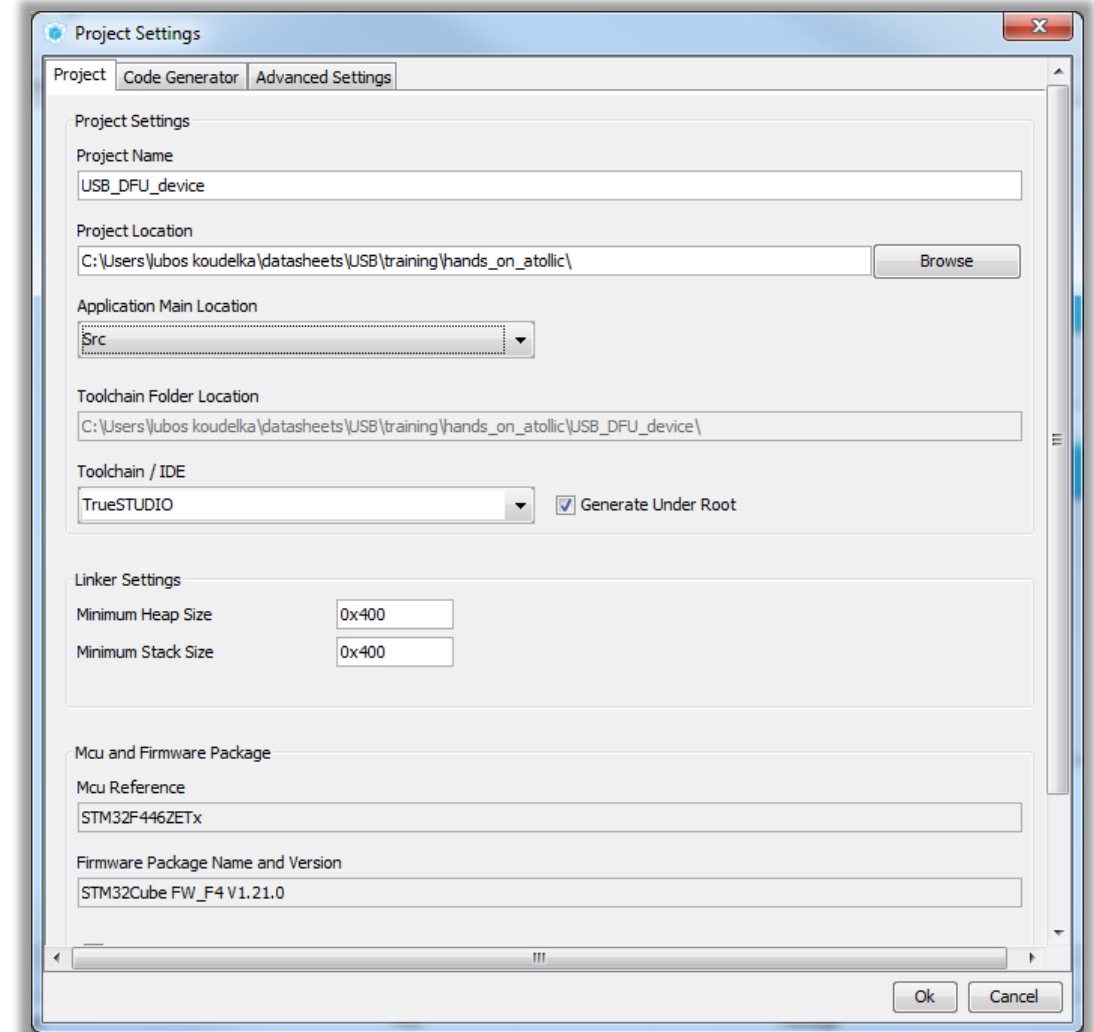 Project Settings
Project Code Generator Advanced Settings
Project Settings
Project Name
USB_DFU_device
Project Location
C:\Users\lubos koudelka\datasheets\USB\training\hands_on_atollic\ Browse
Application Main Location
Src
Toolchain Folder Location
C:\Users\lubos koudelka\datasheets\USB\training\hands_on_atollic\USB_DFU_device\
Toolchain / IDE
TrueSTUDIO Generate Under Root
Linker Settings
Minimum Heap Size 0x400
Minimum Stack Size 0x400
Mcu and Firmware Package
Mcu Reference
STM32F446ZETx
Firmware Package Name and Version
STM32Cube FW_F4 V1.21.0
Ok Cancel